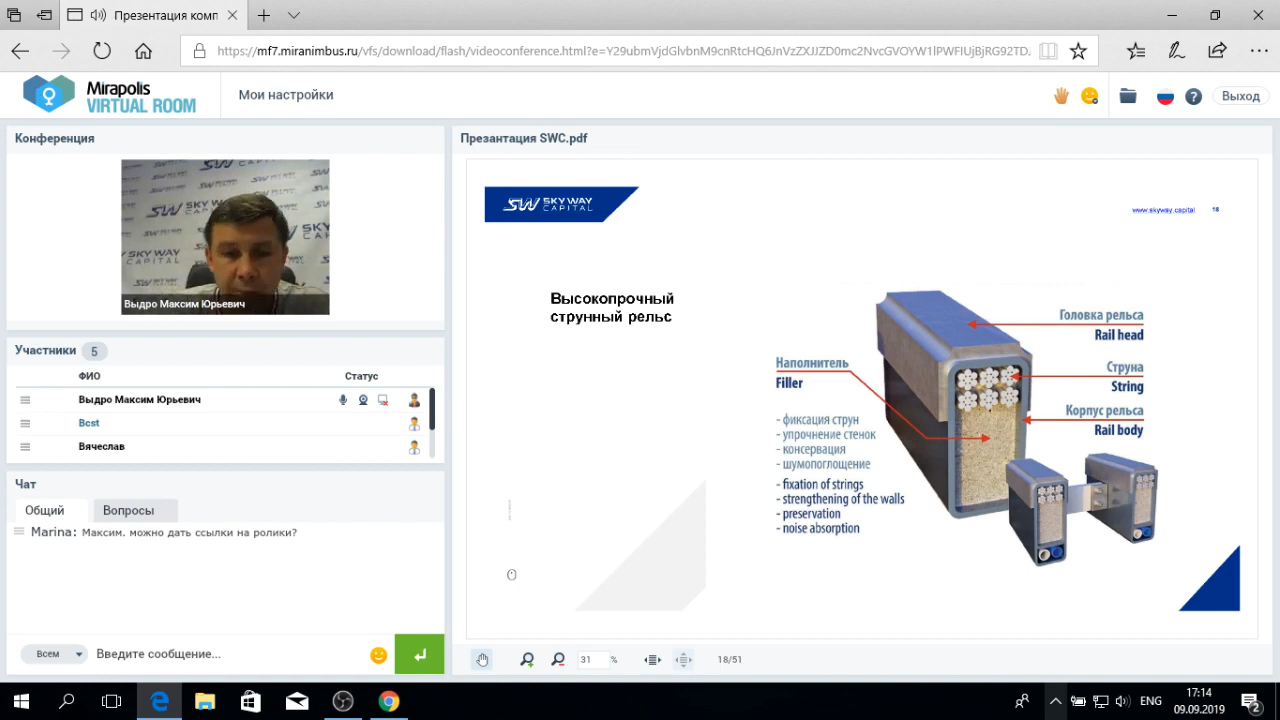 Пирует Презентации комп.
https://mf7.miranimbus.ru/vfs/download/flash/videoconference.html?e=Y29ubmVjdGlvbnM9cnRtcHQ6JnVzZXJJZD0mc2NvcGVOYW1lPWFIUjBjRG92TDJ.
Mirapolis
VIRTUAL ROOM
Мои настройки
Выход
Конференция
SKY WAY
CAPITAL
Выдро Максим Юрьевич
Участники 5
ФИО Статус
Выдро Максим Юрьевич
Bcst
Вячеслав
Чат
Общий Вопросы
Marina: Максим. можно дать ссылки на ролики?
Всем Введите сообщение...
Презантация SWC.pdf
SW SKY WAY
CAPITAL
www.skyway.capital 18
Высокопрочный
струнный рельс
Головка рельса
Rail head
Наполнитель
Filler
Струна
String
Корпус рельса
Rail body
- фиксация струн
- упрочнение стенок
- консервация
- шумопоглощение
- fixation of strings
- strengthening of the walls
- preservation
- noise absorption
31 % 18/51
ENG
17:14
09.09.2019
2